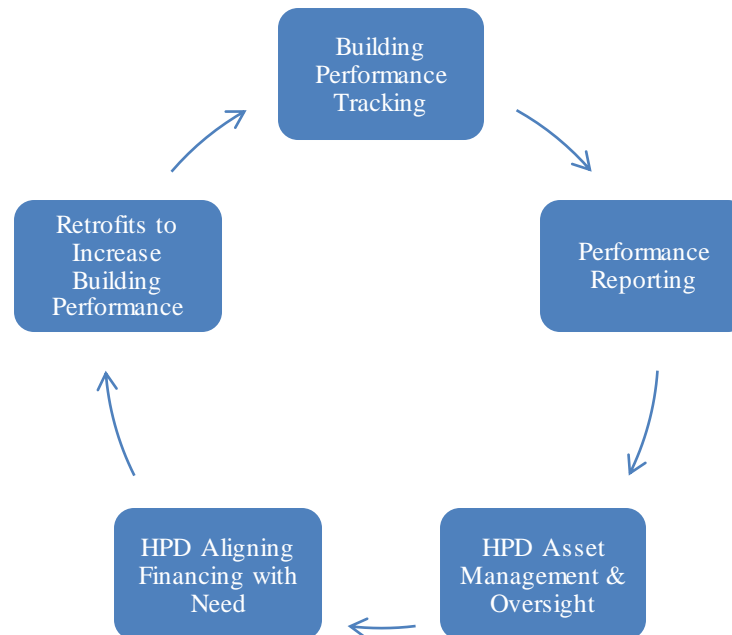 Building
Performance
Tracking
Performance
Reporting
HPD Asset
Management &
Oversight
HPD Aligning
Financing with
Need
Retrofits to
Increase
Building
Performance